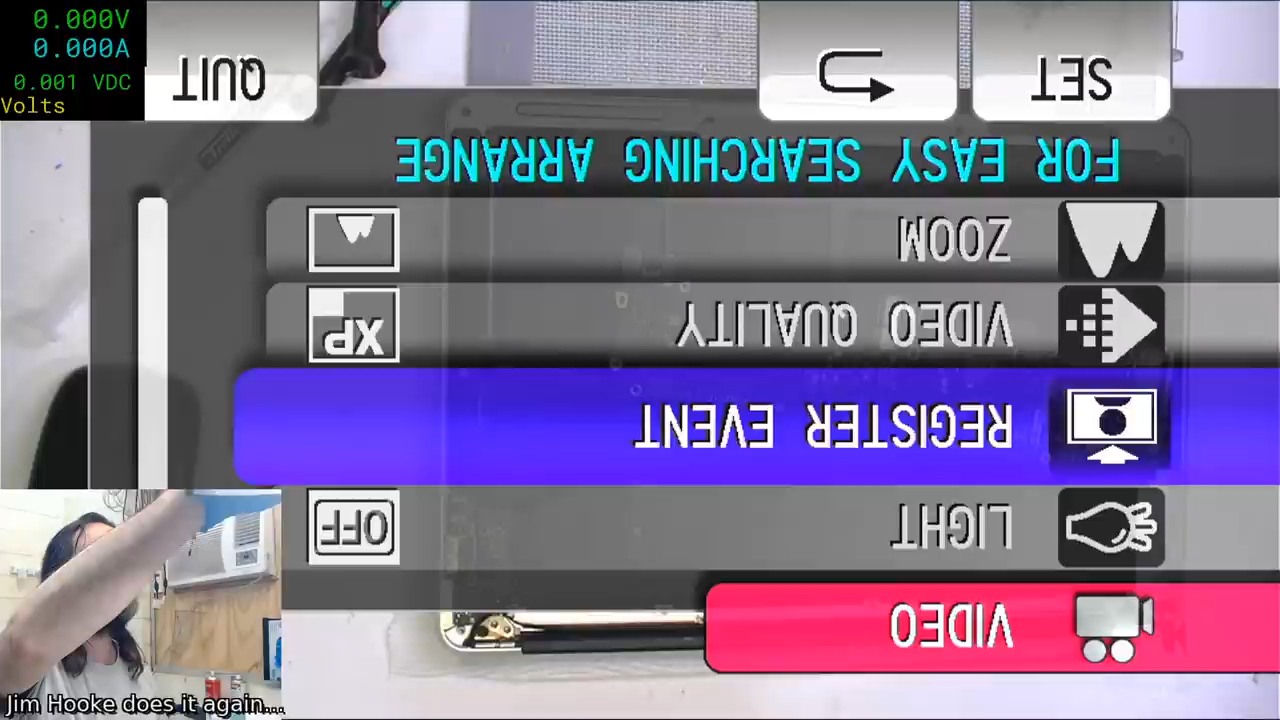 0.000V
0.000A
0.001 VDC
Volts
VIDEO
LIGHT
OFF
REGISTER EVENT
VIDEO QUALITY
XP
ZOOM
FOR EASY SEARCHING ARRANGE
SET
QUIT
Jim Hooke does it again...